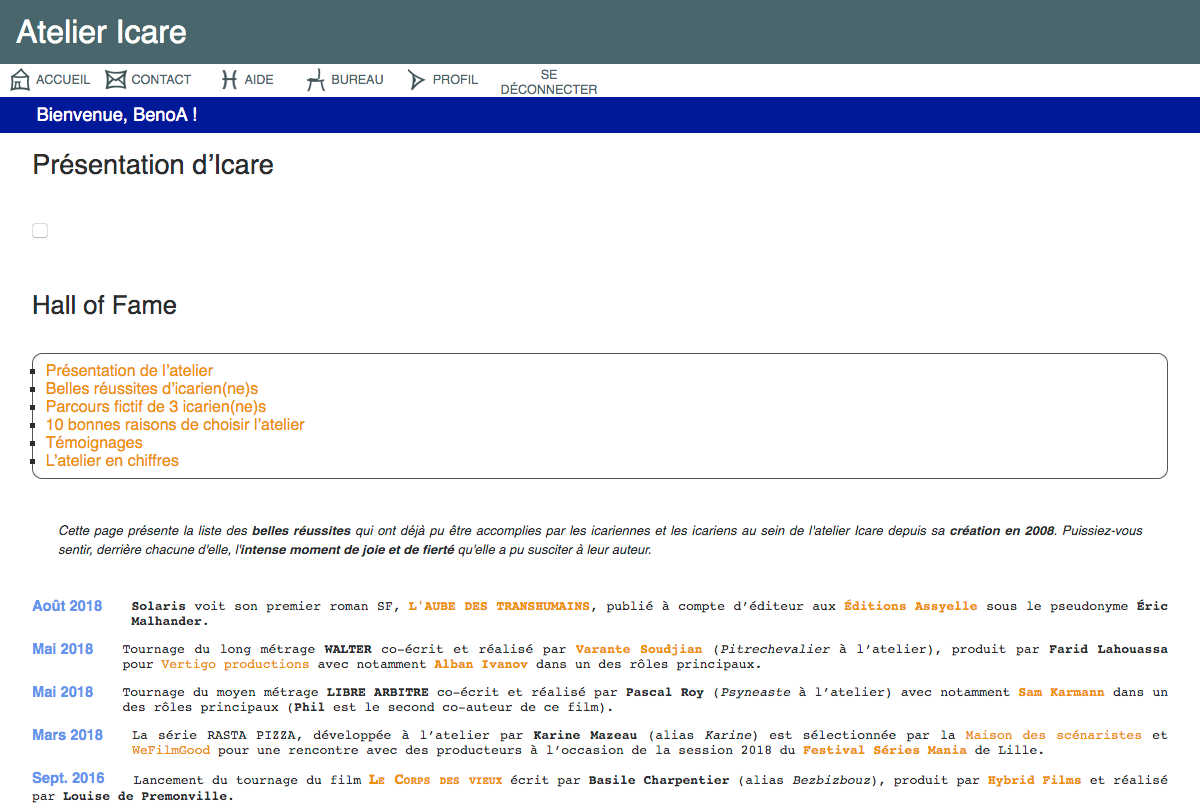 Atelier Icare
ACCUEIL CONTACT AIDE BUREAU PROFIL SE DÉCONNECTER
Bienvenue, BenoA !
Présentation d’Icare
Hall of Fame
Présentation de l’atelier
Belles réussites d’icarien(ne)s
Parcours fictif de 3 icarien(ne)s
10 bonnes raisons de choisir l’atelier
Témoignages
L’atelier en chiffres
Cette page présente la liste des belles réussites qui ont déjà pu être accomplies par les icariennes et les icariens au sein de l'atelier Icare depuis sa création en 2008. Puissiez-vous
sentir, derrière chacune d'elle, l'intense moment de joie et de fierté qu'elle a pu susciter à leur auteur.
Août 2018 Solaris voit son premier roman SF, L'AUBE DES TRANSHUMAINS, publié à compte d’éditeur aux Éditions Assyelle sous le pseudonyme Éric
Malhander.
Mai 2018 Tournage du long métrage WALTER co-écrit et réalisé par Varante Soudjian (Pitrechevalier à l’atelier), produit par Farid Lahouassa
pour Vertigo productions avec notamment Alban Ivanov dans un des rôles principaux.
Mai 2018 Tournage du moyen métrage LIBRE ARBITRE co-écrit et réalisé par Pascal Roy (Psyneaste à l’atelier) avec notamment Sam Karmann dans un
des rôles principaux (Phil est le second co-auteur de ce film).
Mars 2018 La série RASTA PIZZA, développée à l’atelier par Karine Mazeau (alias Karine) est sélectionnée par la Maison des scénaristes et
WeFilmGood pour une rencontre avec des producteurs à l’occasion de la session 2018 du Festival Séries Mania de Lille.
Sept. 2016 Lancement du tournage du film Le Corps des vieux écrit par Basile Charpentier (alias Bezbizbouz), produit par Hybrid Films et réalisé
par Louise de Premonville.